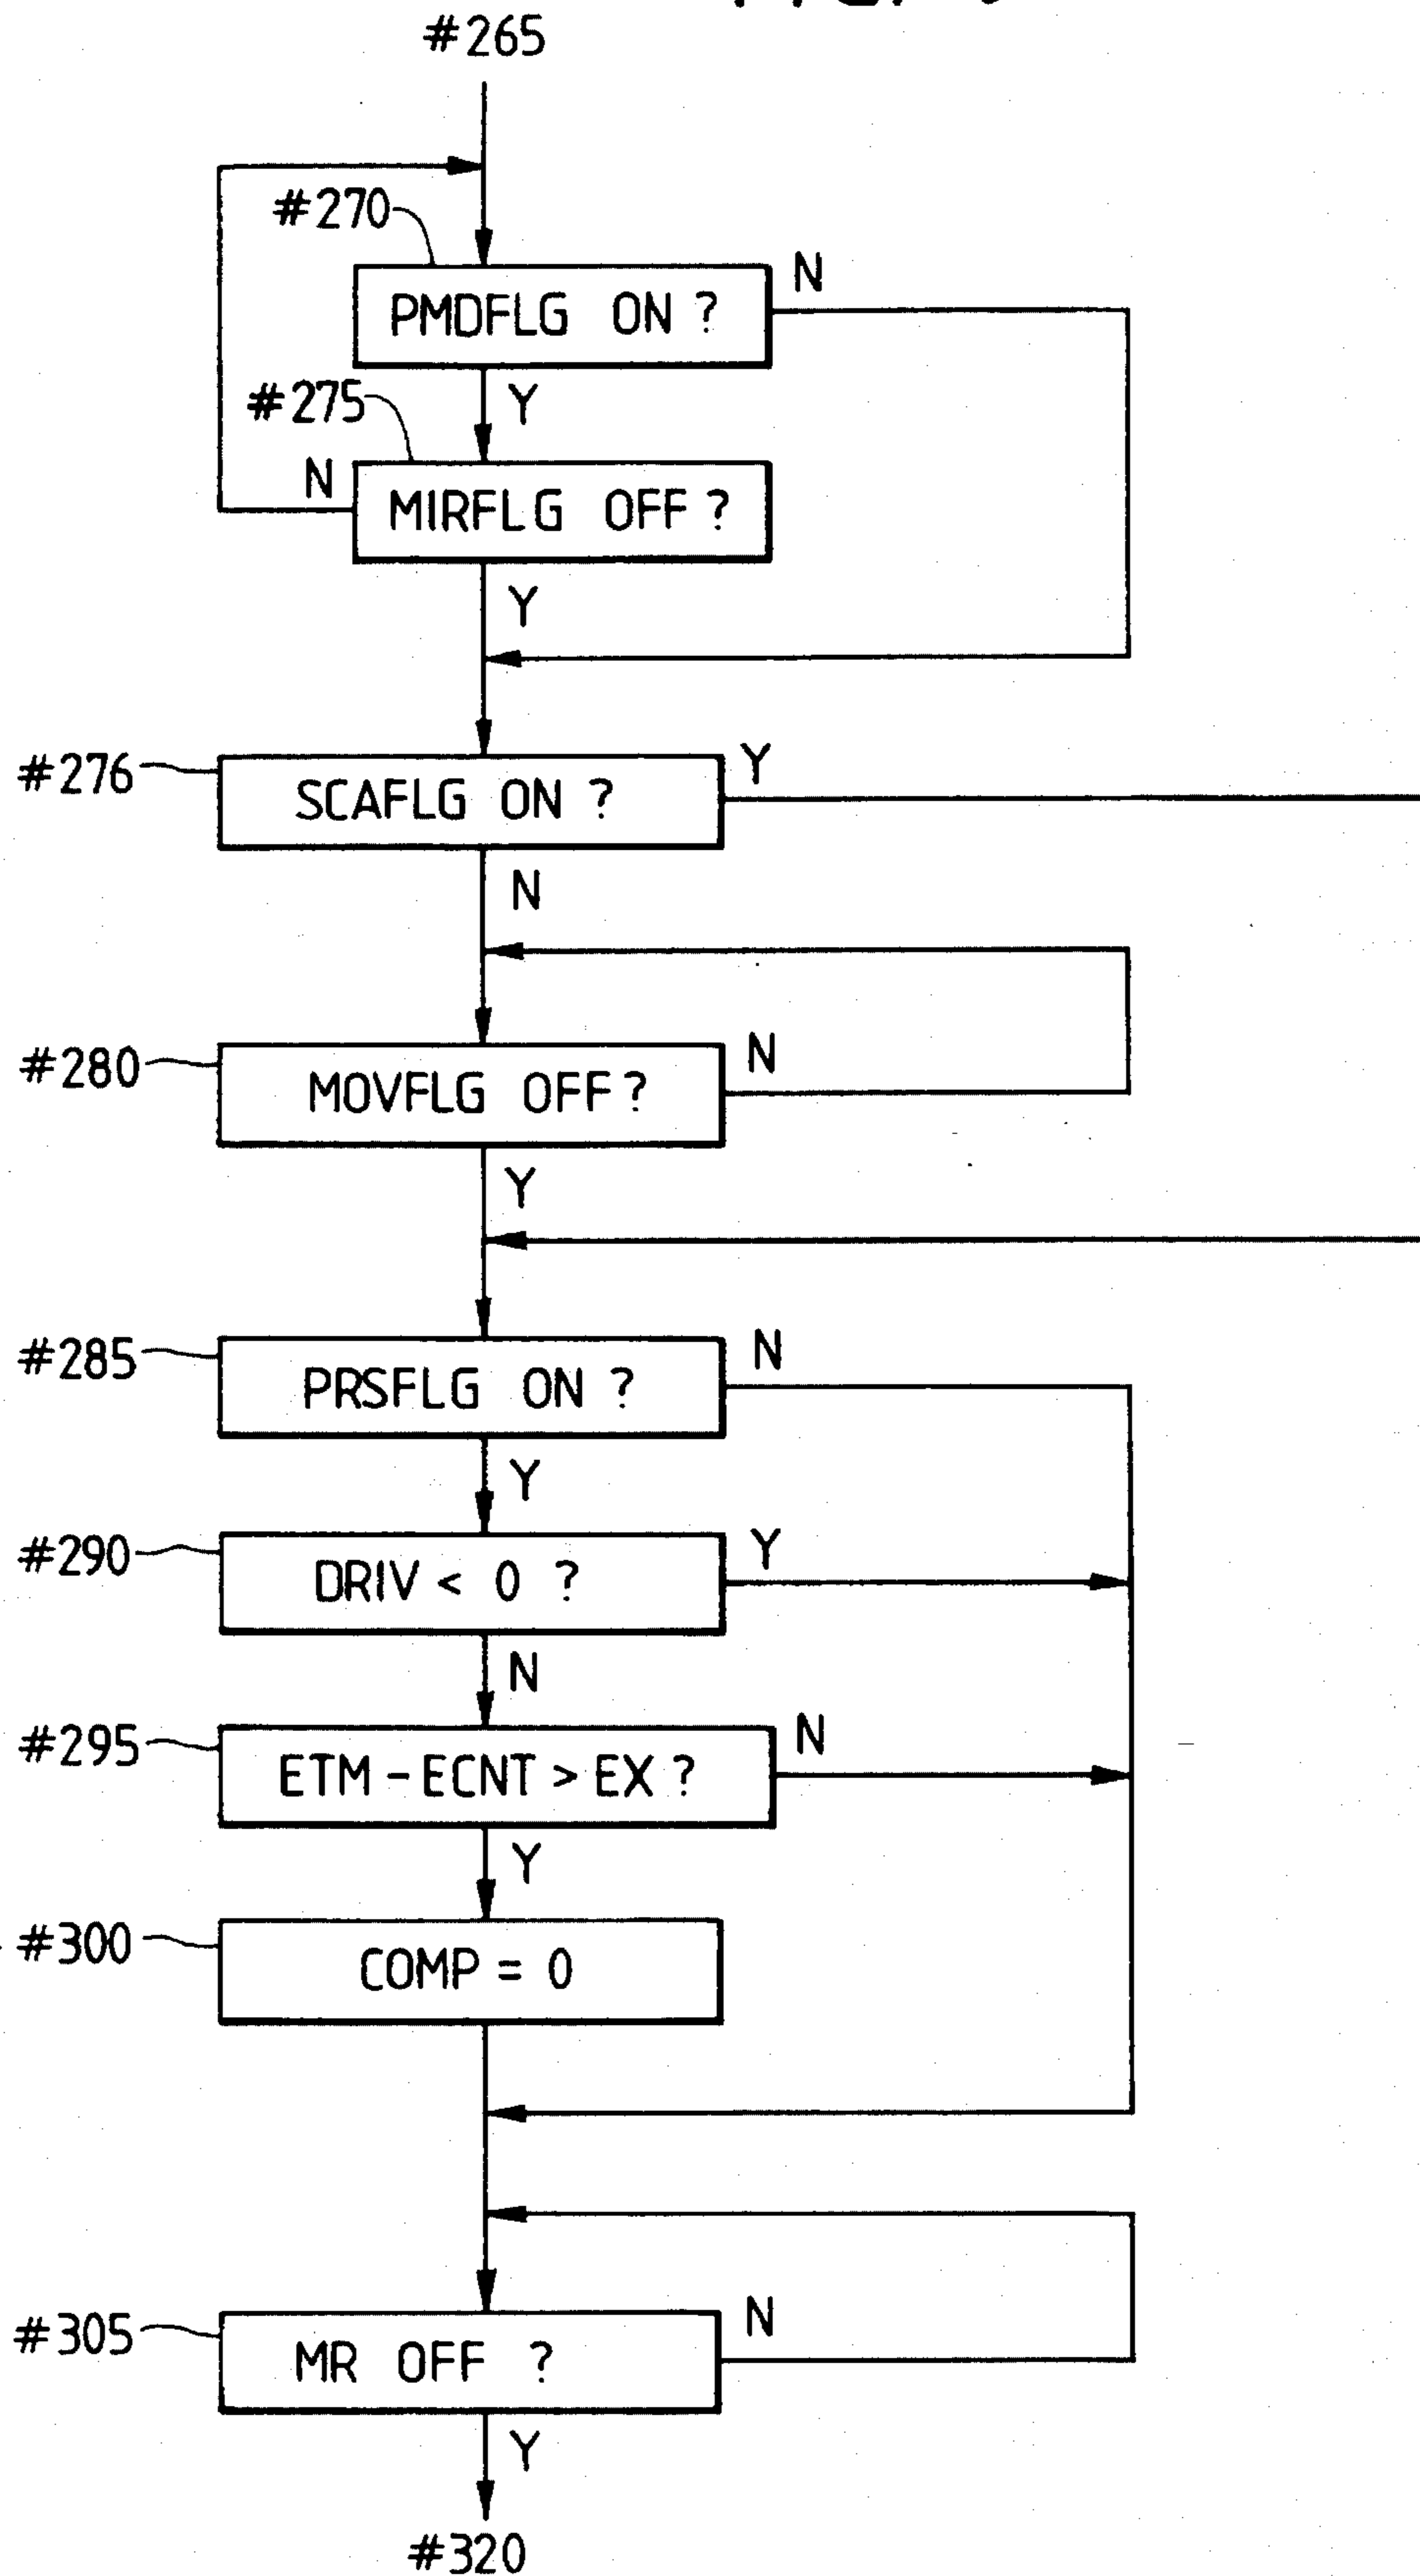 #265
#270
PMDFLG ON ?
N
Y
#275
N
MIRFLG OFF ?
Y
#276
SCAFLG ON ?
Y
N
#280
MOVFLG OFF ?
N
Y
#285
PRSFLG ON ?
N
Y
#290
DRIV < 0 ?
Y
N
#295
ETM - ECNT > EX ?
N
Y
#300
COMP = 0
#305
MR OFF ?
N
Y
#320